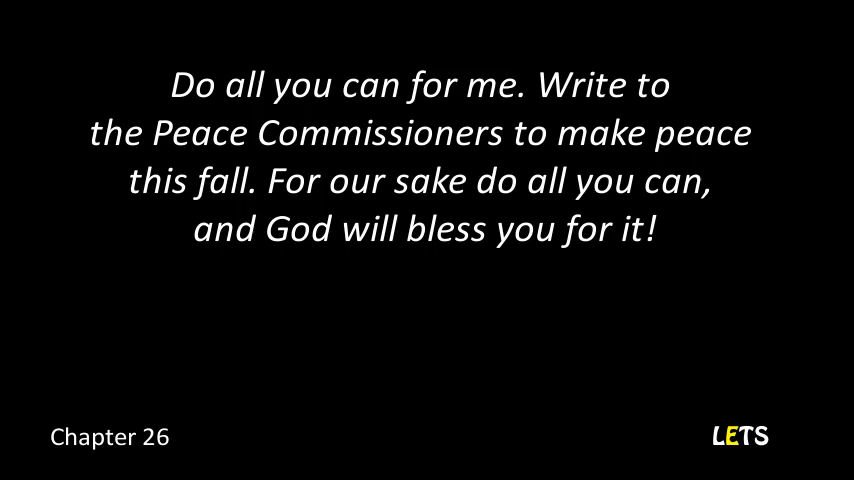 Do all you can for me. Write to
the Peace Commissioners to make peace
this fall. For our sake do all you can,
and God will bless you for it!
Chapter 26
LETS